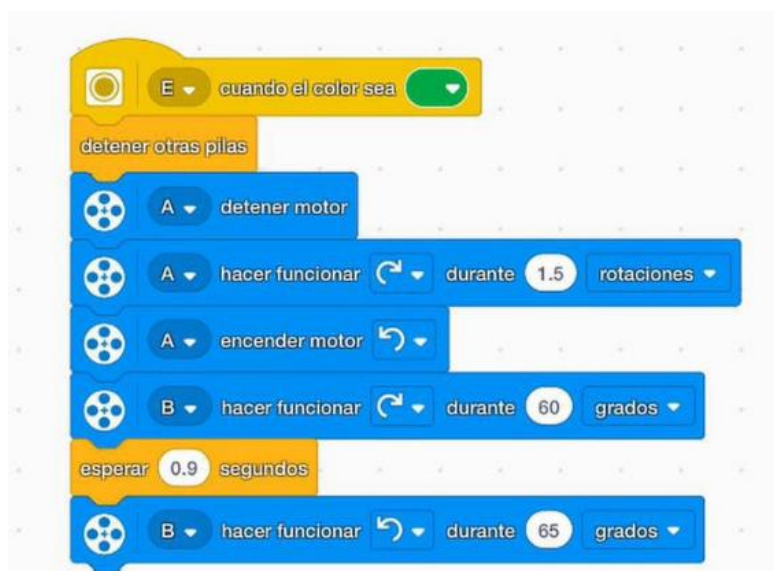 E cuando el color sea
detener otras pilas
A detener motor
A hacer funcionar durante 1.5 rotaciones
A encender motor
B hacer funcionar durante 60 grados
esperar 0.9 segundos
B hacer funcionar durante 65 grados